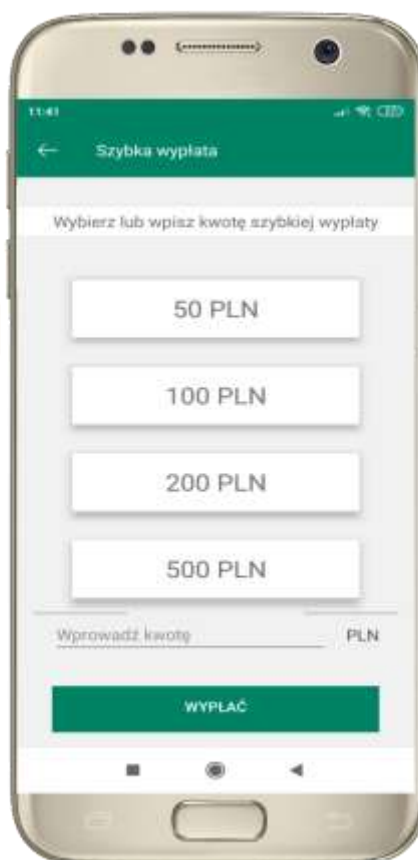 11:41
Szybka wypłata
Wybierz lub wpisz kwotę szybkiej wypłaty
50 PLN
100 PLN
200 PLN
500 PLN
Wprowadź kwotę PLN
WYPŁAĆ